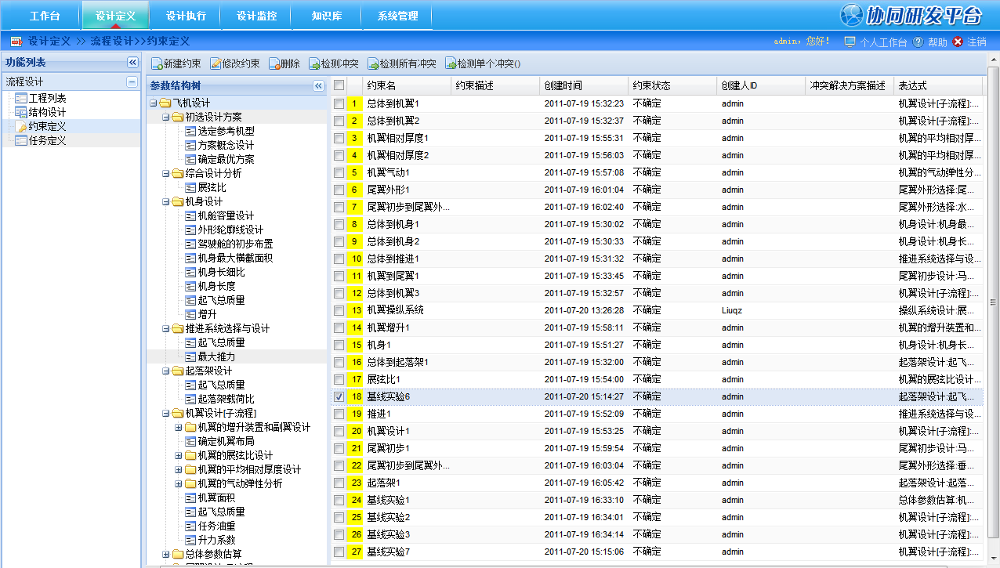 工作台 设计定义 设计执行 设计监控 知识库 系统管理 协同研发平台
设计定义 >> 流程设计>>约束定义 admin，您好! 个人工作台 帮助 注销
功能列表
流程设计
工程列表
结构设计
约束定义
任务定义
新建约束 修改约束 删除 检测冲突 检测所有冲突 检测单个冲突()
参数结构树
飞机设计
初选设计方案
选定参考机型
方案概念设计
确定最优方案
综合设计分析
展弦比
机身设计
机舱容量设计
外形轮廓线设计
驾驶舱的初步布置
机身最大横截面积
机身长细比
机身长度
起飞总质量
增升
推进系统选择与设计
起飞总质量
最大推力
起落架设计
起飞总质量
起落架载荷比
机翼设计[子流程]
机翼的增升装置和副翼设计
确定机翼布局
机翼的展弦比设计
机翼的平均相对厚度设计
机翼的气动弹性分析
机翼面积
起飞总质量
任务油重
升力系数
总体参数估算
约束名 约束描述 创建时间 约束状态 创建人ID 冲突解决方案描述 表达式
1 总体到机翼1 2011-07-19 15:32:23 不确定 admin 机翼设计[子流程]:...
2 总体到机翼2 2011-07-19 15:32:37 不确定 admin 机翼设计[子流程]:...
3 机翼相对厚度1 2011-07-19 15:55:31 不确定 admin 机翼的平均相对厚...
4 机翼相对厚度2 2011-07-19 15:56:03 不确定 admin 机翼的平均相对厚...
5 机翼气动1 2011-07-19 15:57:08 不确定 admin 机翼的气动弹性分...
6 尾翼外形1 2011-07-19 16:01:04 不确定 admin 尾翼外形选择:尾...
7 尾翼初步到尾翼外... 2011-07-19 16:02:40 不确定 admin 尾翼外形选择:水...
8 总体到机身1 2011-07-19 15:30:02 不确定 admin 机身设计:机身最...
9 总体到机身2 2011-07-19 15:30:33 不确定 admin 机身设计:机身长...
10 总体到推进1 2011-07-19 15:31:32 不确定 admin 推进系统选择与设...
11 机翼到尾翼1 2011-07-19 15:33:45 不确定 admin 尾翼初步设计:马...
12 总体到机翼3 2011-07-19 15:32:57 不确定 admin 机翼设计[子流程]:...
13 机翼操纵系统 2011-07-20 13:26:28 不确定 Liuqz 操纵系统设计:展...
14 机翼增升1 2011-07-19 15:58:11 不确定 admin 机翼的增升装置和...
15 机身1 2011-07-19 15:51:27 不确定 admin 机身设计:机身长...
16 总体到起落架1 2011-07-19 15:32:00 不确定 admin 起落架设计:起飞...
17 展弦比1 2011-07-19 15:54:00 不确定 admin 机翼的展弦比设计...
18 基线实验6 2011-07-20 15:14:27 不确定 admin 起落架设计:起飞...
19 推进1 2011-07-19 15:52:09 不确定 admin 推进系统选择与设...
20 机翼设计1 2011-07-19 15:53:25 不确定 admin 机翼设计[子流程]:...
21 尾翼初步1 2011-07-19 15:59:54 不确定 admin 尾翼初步设计:马...
22 尾翼初步到尾翼外... 2011-07-19 16:03:04 不确定 admin 尾翼外形选择:垂...
23 起落架1 2011-07-19 16:05:42 不确定 admin 起落架设计:起落...
24 基线实验1 2011-07-19 16:33:10 不确定 admin 总体参数估算:机...
25 基线实验2 2011-07-19 16:34:01 不确定 admin 机翼设计[子流程]:...
26 基线实验3 2011-07-19 16:34:14 不确定 admin 机翼设计[子流程]:...
27 基线实验7 2011-07-20 15:15:06 不确定 admin 机翼设计[子流程]:...